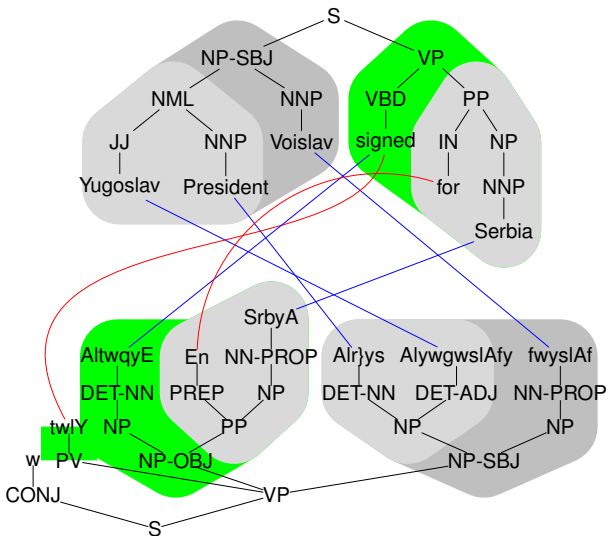 S
NP-SBJ VP
NML NNP VBD PP
JJ NNP Voislav signed IN NP
Yugoslav President for NNP
Serbia
SrbyA
AltwqyE En NN-PROP Alr}ys AlywgwslAfy fwyslAf
DET-NN PREP NP DET-NN DET-ADJ NN-PROP
twlY NP PP NP NP
w PV NP-OBJ NP-SBJ
CONJ VP
S